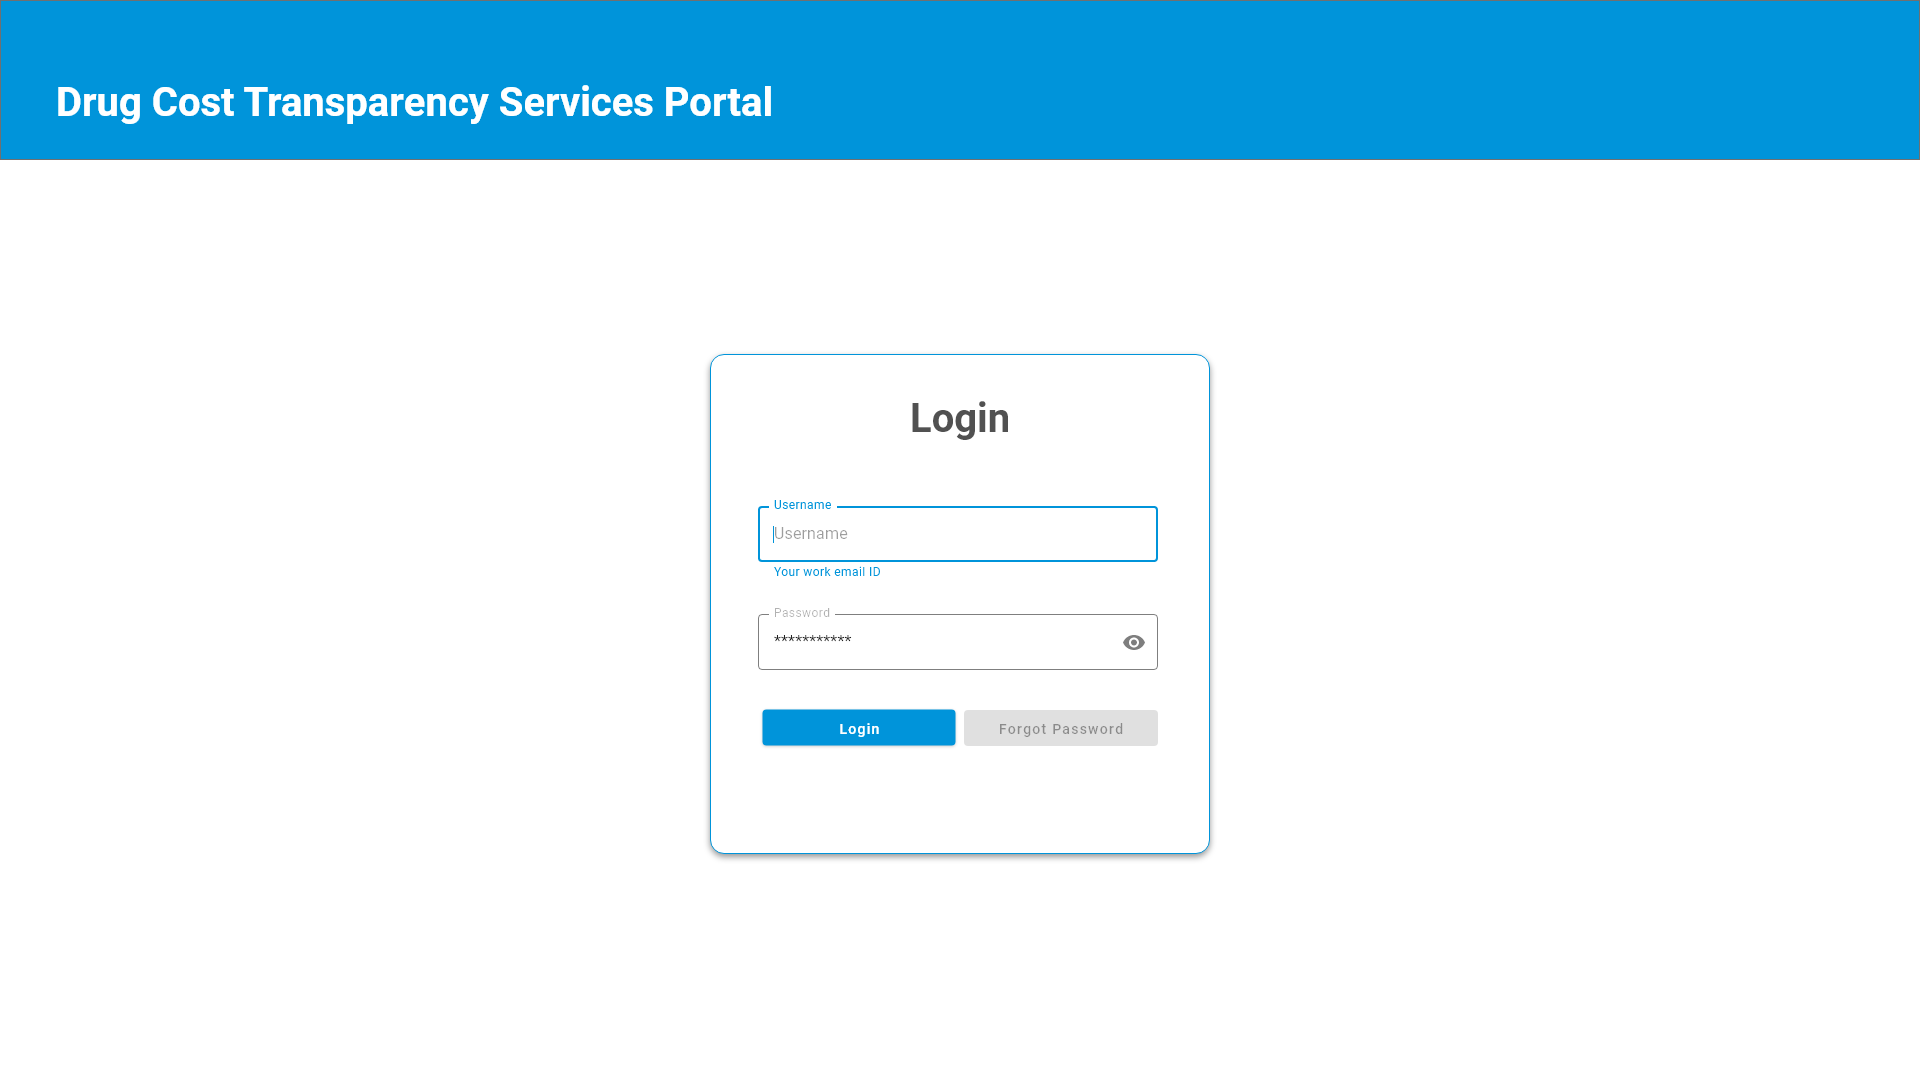 Drug Cost Transparency Services Portal
Login
Username
Username
Your work email ID
Password
***********
Login
Forgot Password